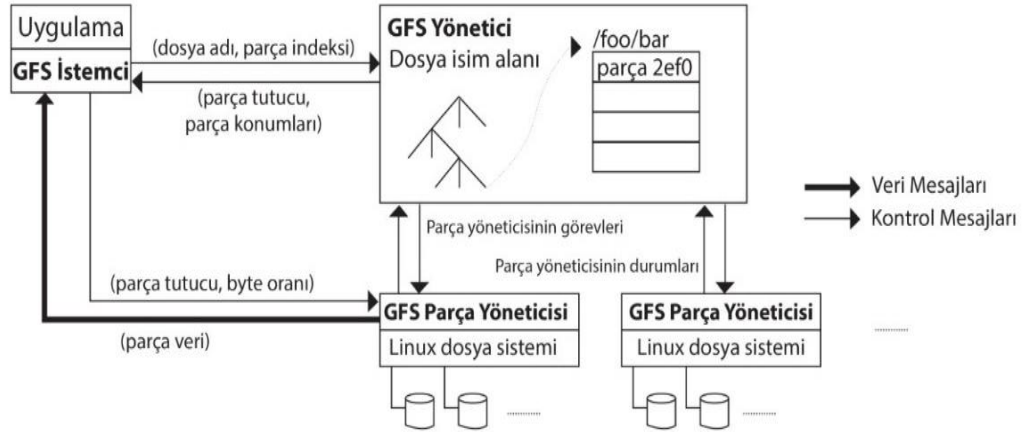 Uygulama
GFS İstemci
(dosya adı, parça indeksi)
(parça tutucu,
parça konumları)
GFS Yönetici
Dosya isim alanı
/foo/bar
parça 2ef0
Veri Mesajları
Kontrol Mesajları
Parça yöneticisinin görevleri
Parça yöneticisinin durumları
(parça tutucu, byte oranı)
(parça veri)
GFS Parça Yöneticisi
Linux dosya sistemi
GFS Parça Yöneticisi
Linux dosya sistemi